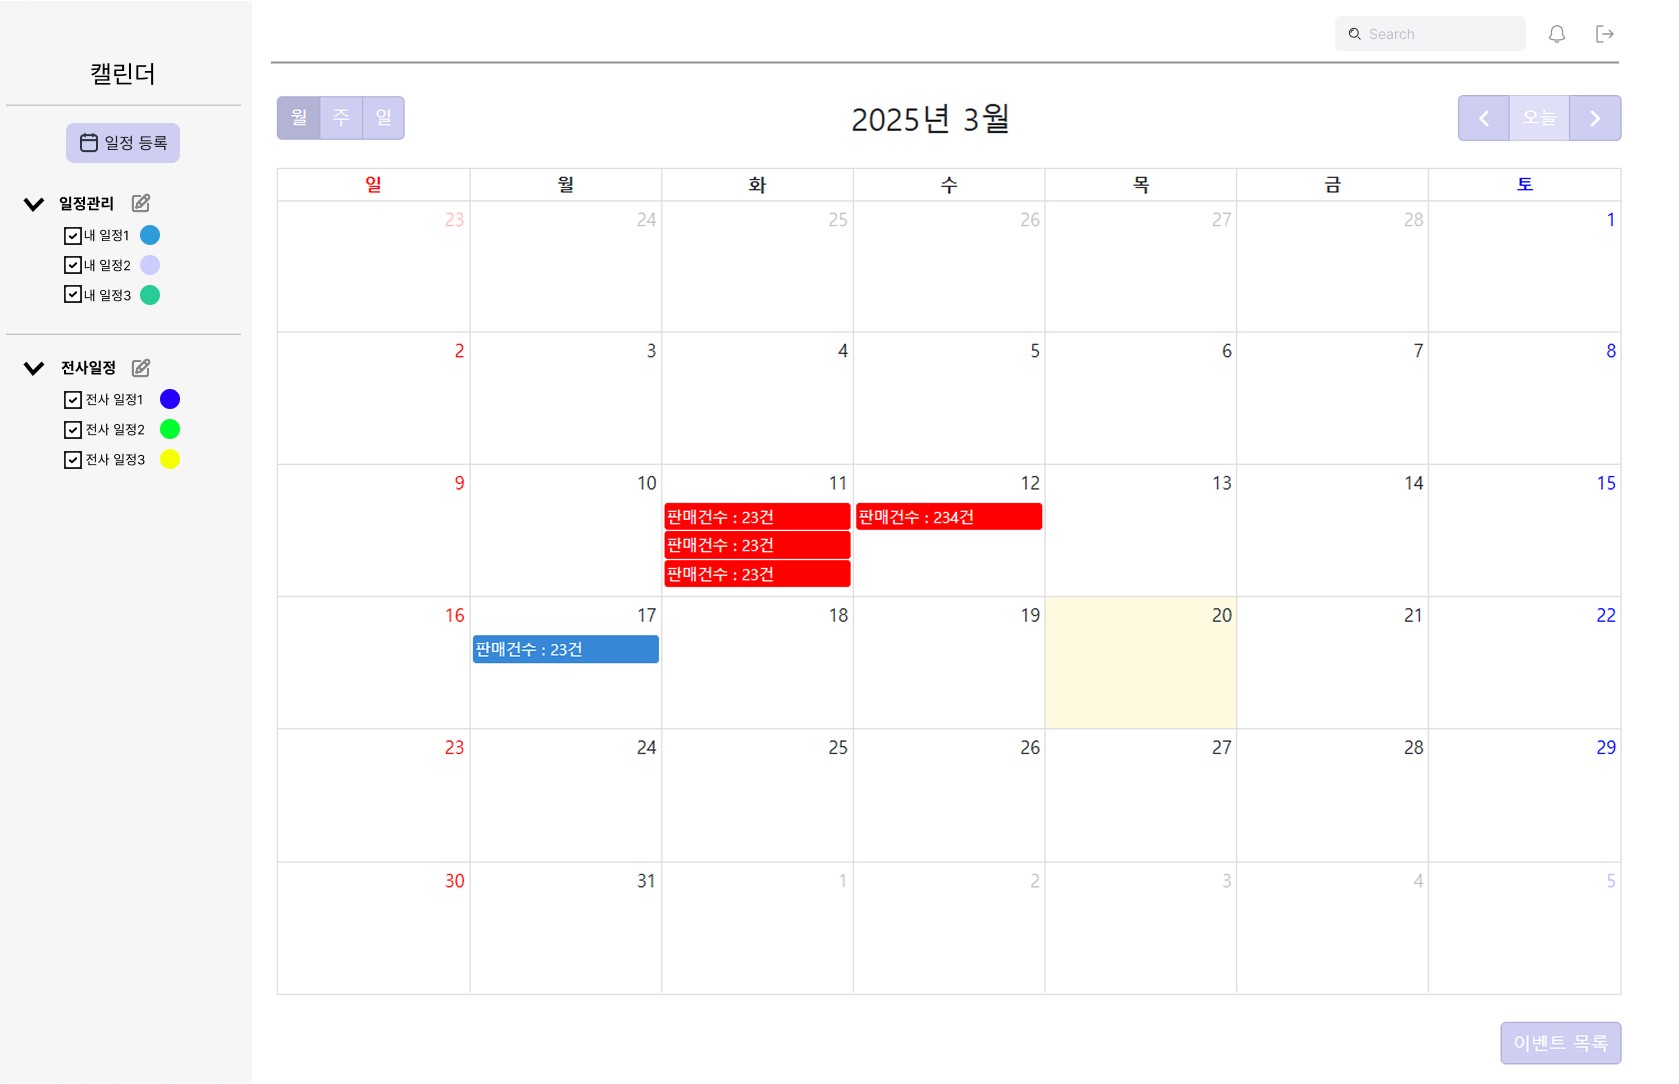 캘린더
일정 등록
일정관리
내 일정1
내 일정2
내 일정3
전사일정
전사 일정1
전사 일정2
전사 일정3
Search
월 주 일
2025년 3월
오늘
일 월 화 수 목 금 토
23 24 25 26 27 28 1
2 3 4 5 6 7 8
9 10 11 12 13 14 15
판매건수 : 23건 판매건수 : 234건
판매건수 : 23건
판매건수 : 23건
16 17 18 19 20 21 22
판매건수 : 23건
23 24 25 26 27 28 29
30 31 1 2 3 4 5
이벤트 목록